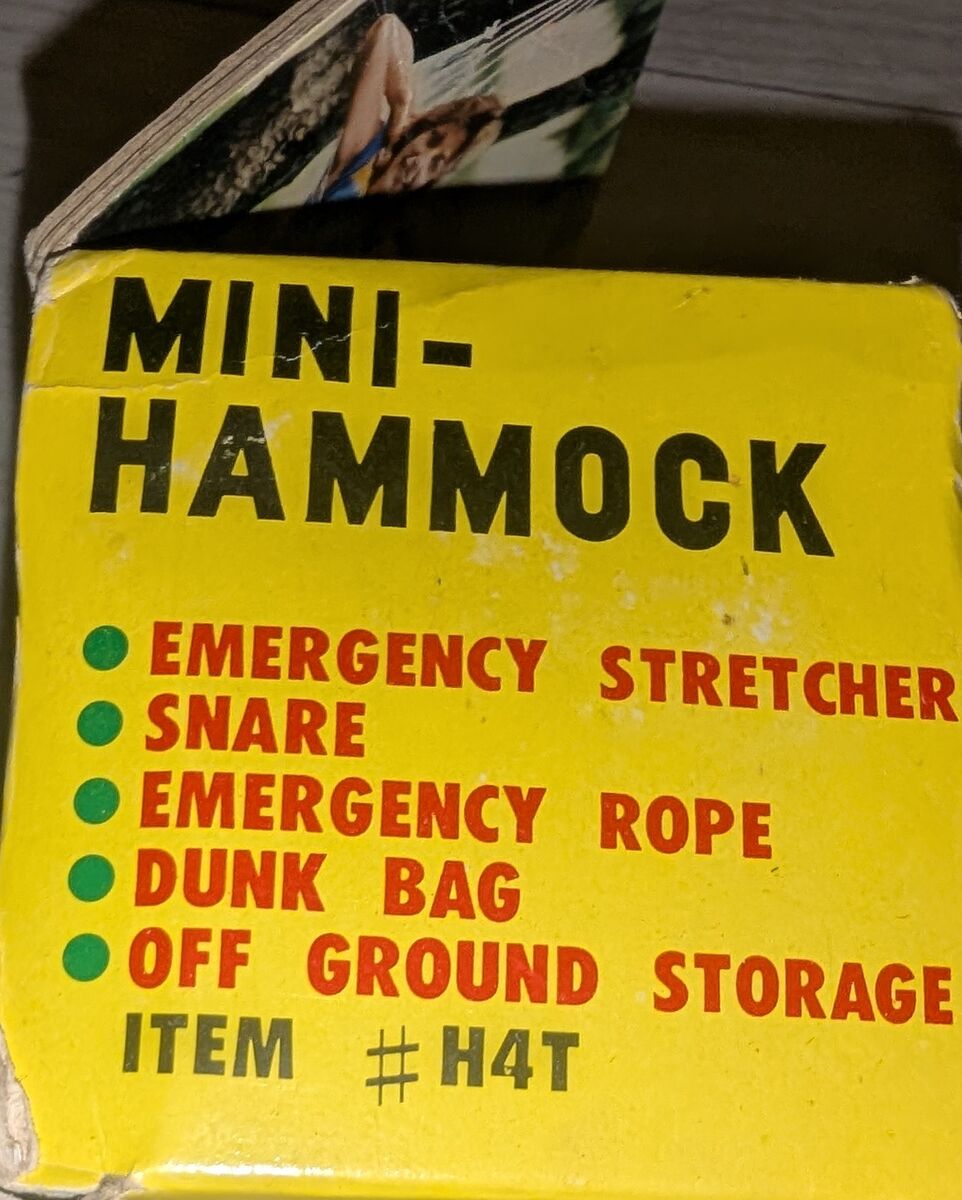 MINI-
HAMMOCK
● EMERGENCY STRETCHER
● SNARE
● EMERGENCY ROPE
● DUNK BAG
● OFF GROUND STORAGE
ITEM #H4T